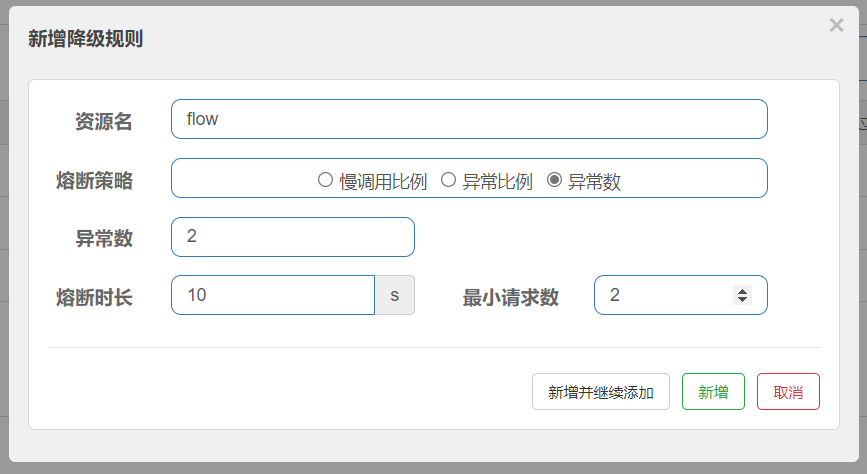 新增降级规则
×
资源名 flow
熔断策略 慢调用比例 异常比例 异常数
异常数 2
熔断时长 10 s 最小请求数 2
新增并继续添加 新增 取消